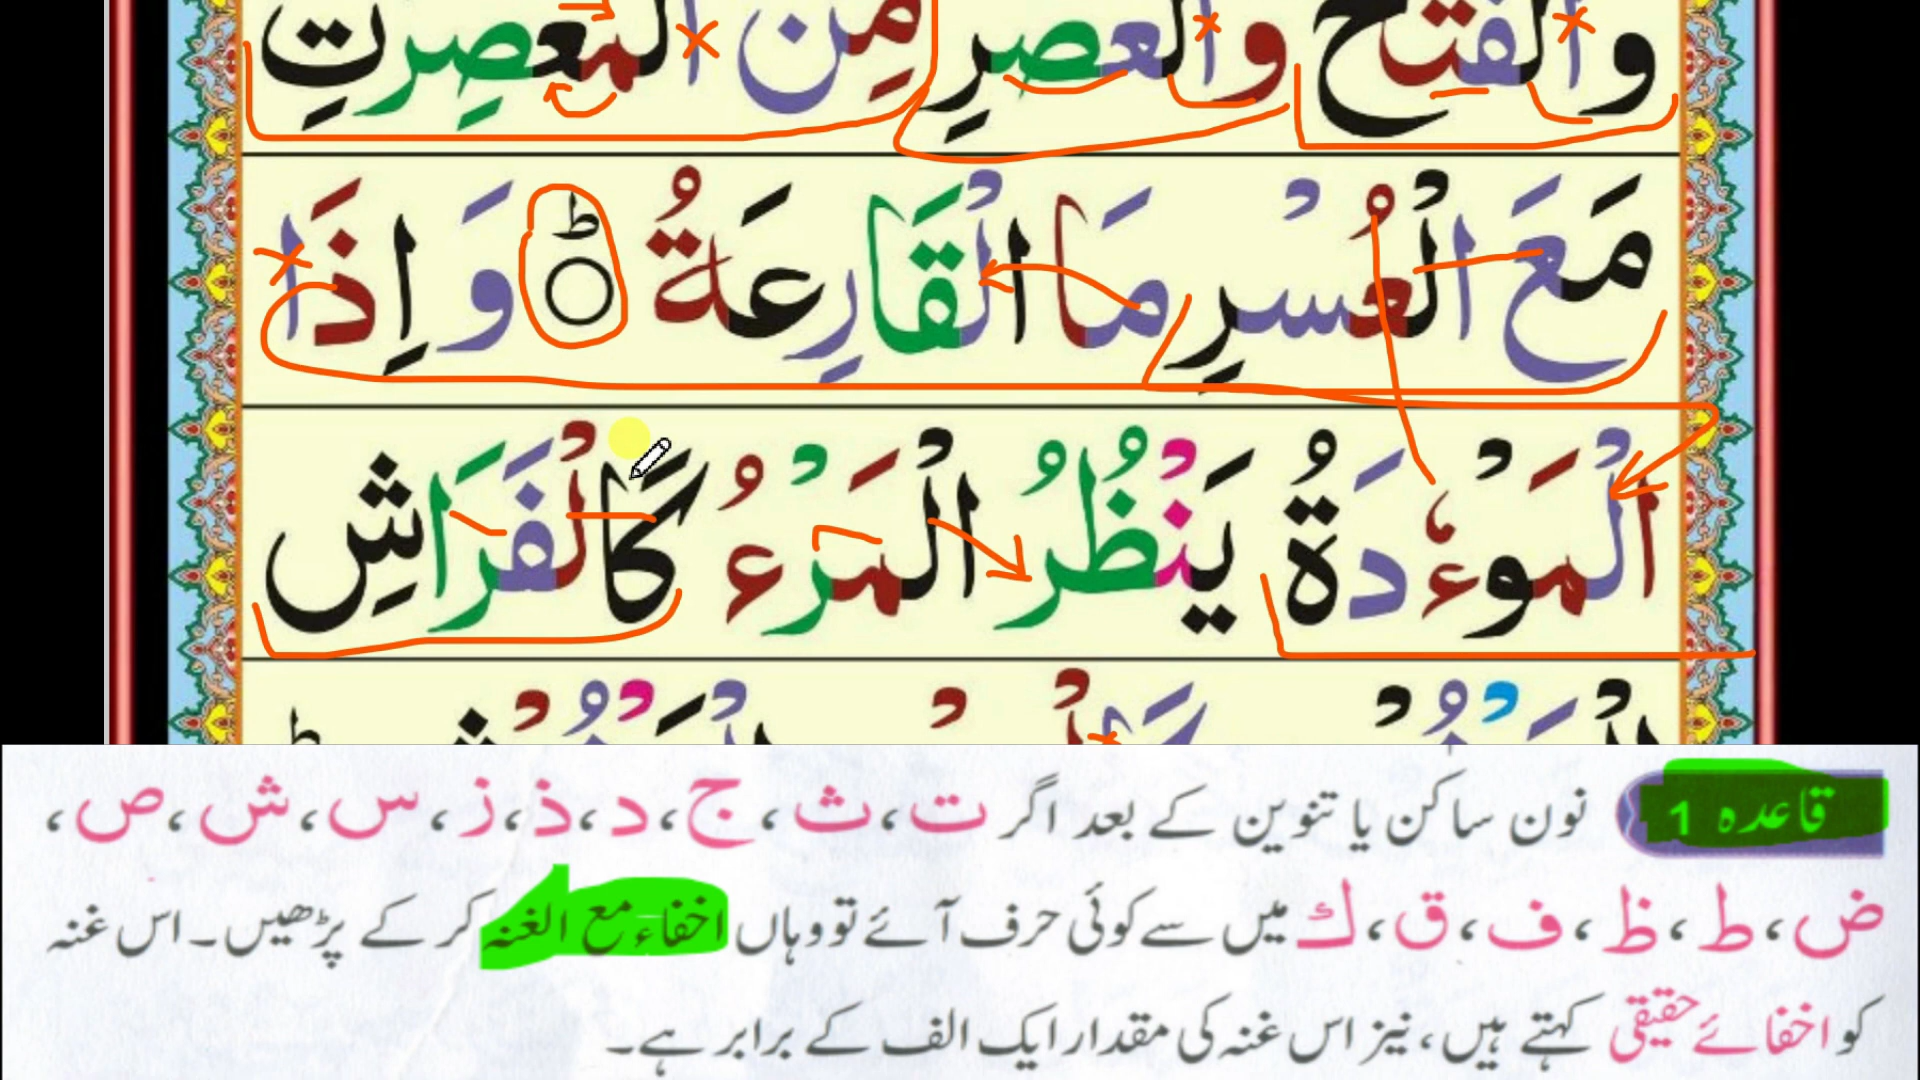 وَالْفَتْحُ وَالْعَصْرِ مِنَ الْمُعْصِرٰتِ
مَعَ الْعُسْرِ مَا الْقَارِعَةُ ؕ وَ اِذَا
الْمَوْءٗدَةُ يَنْظُرُ الْمَرْءُ كَالْفَرَاشِ
قاعدہ 1 نون ساکن یا تنوین کے بعد اگر ت، ث، ج، د، ذ، ز، س، ش، ص،
ض، ط، ظ، ف، ق، ك میں سے کوئی حرف آئے تو وہاں اخفاء مع الغنہ کر کے پڑھیں۔ اس غنہ
کو اخفائے حقیقی کہتے ہیں، نیز اس غنہ کی مقدار ایک الف کے برابر ہے۔